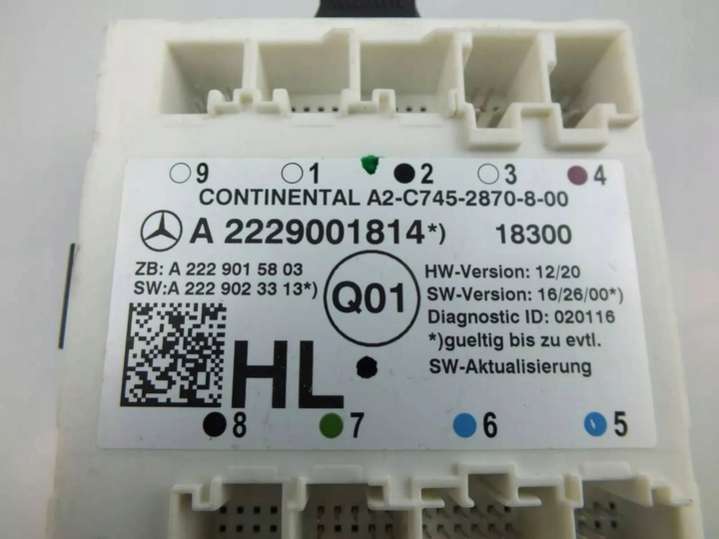 9 1 2 3 4
CONTINENTAL A2-C745-2870-8-00
A 2229001814*) 18300
ZB: A 222 901 58 03
SW:A 222 902 33 13*)
Q01
HW-Version: 12/20
SW-Version: 16/26/00*)
Diagnostic ID: 020116
*)gueltig bis zu evtl.
SW-Aktualisierung
HL
8 7 6 5